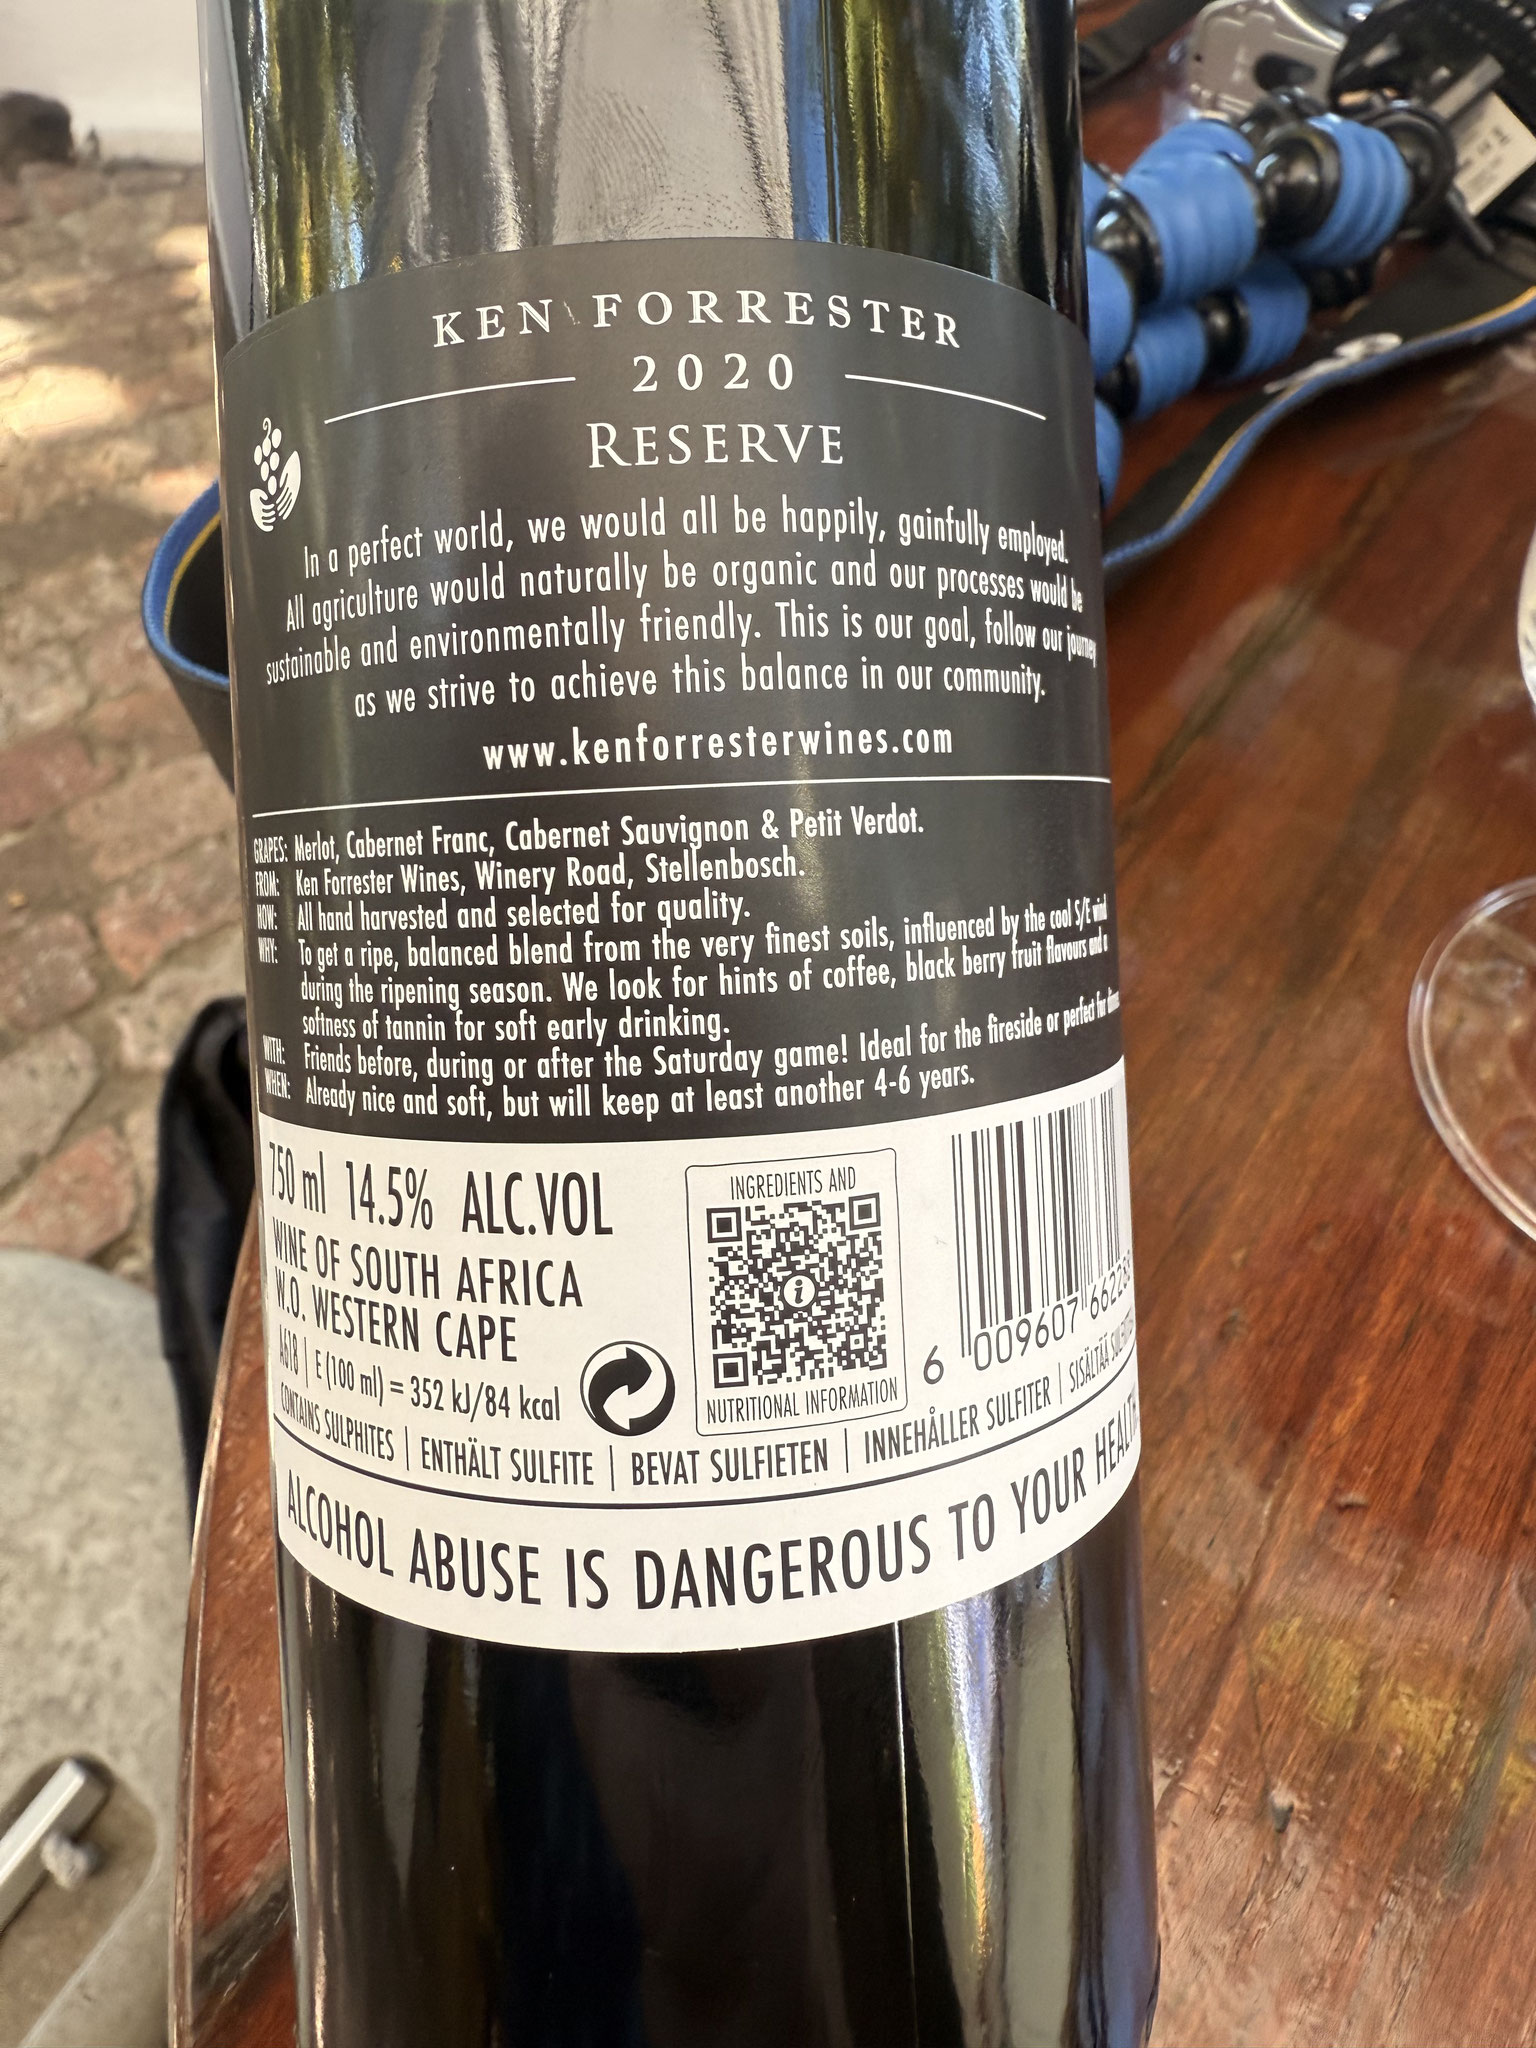 KEN FORRESTER
2020
RESERVE
In a perfect world, we would all be happily, gainfully employed.
All agriculture would naturally be organic and our processes would be
sustainable and environmentally friendly. This is our goal, follow our journey
as we strive to achieve this balance in our community.
www.kenforresterwines.com
GRAPES: Merlot, Cabernet Franc, Cabernet Sauvignon & Petit Verdot.
FROM: Ken Forrester Wines, Winery Road, Stellenbosch.
HOW: All hand harvested and selected for quality.
WHY: To get a ripe, balanced blend from the very finest soils, influenced by the cool S/E wind
during the ripening season. We look for hints of coffee, black berry fruit flavours and a
softness of tannin for soft early drinking.
WITH: Friends before, during or after the Saturday game! Ideal for the fireside or perfect for
WHEN: Already nice and soft, but will keep at least another 4-6 years.
750 ml 14.5% ALC.VOL
WINE OF SOUTH AFRICA
W.O. WESTERN CAPE
A618 | E (100 ml) = 352 kJ/84 kcal
INGREDIENTS AND
i
NUTRITIONAL INFORMATION
6 009607
CONTAINS SULPHITES | ENTHÄLT SULFITE | BEVAT SULFIETEN | INNEHÅLLER SULFITER | SISÄLTÄÄ
ALCOHOL ABUSE IS DANGEROUS TO YOUR HEALTH